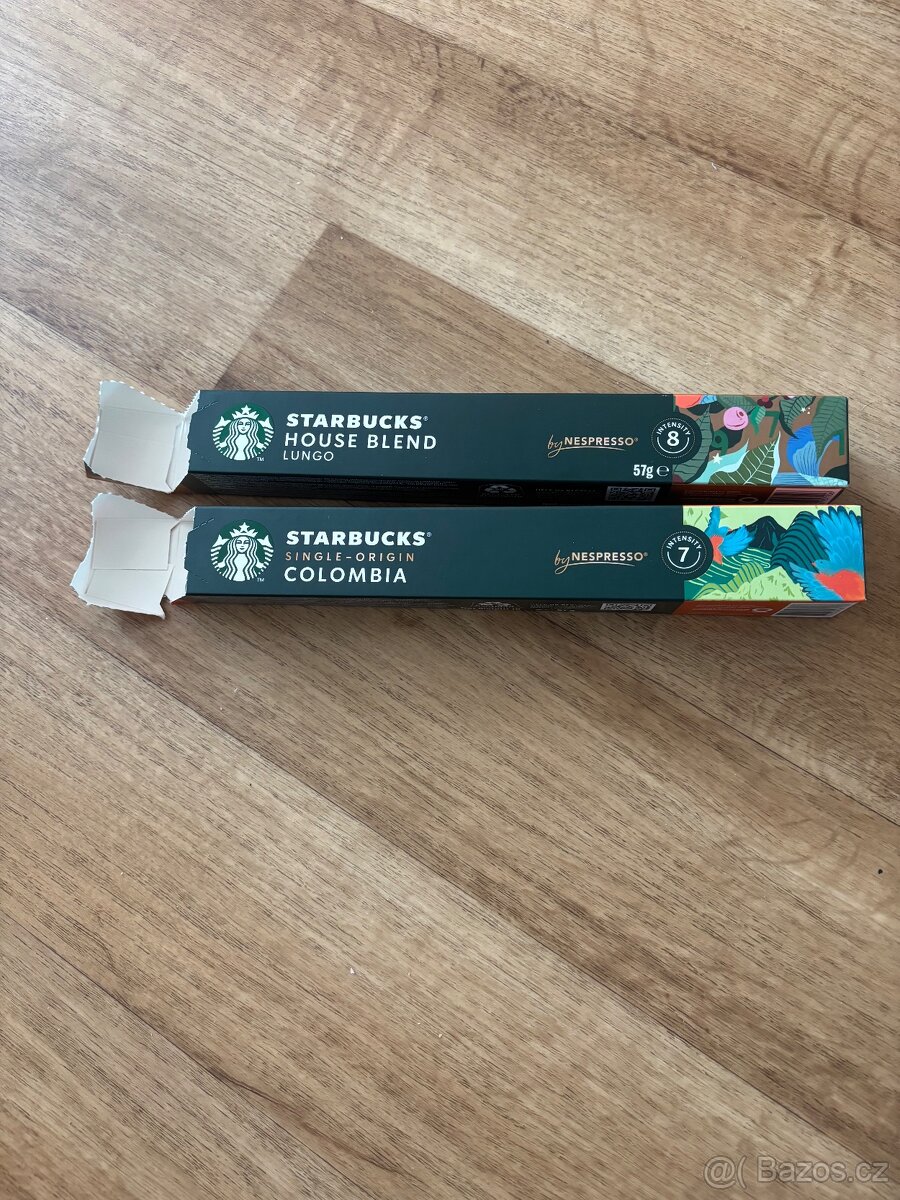 STARBUCKS®
HOUSE BLEND
LUNGO
by NESPRESSO®
INTENSITY
8
57g ℮
STARBUCKS®
SINGLE-ORIGIN
COLOMBIA
by NESPRESSO®
INTENSITY
7
@( Bazos.cz